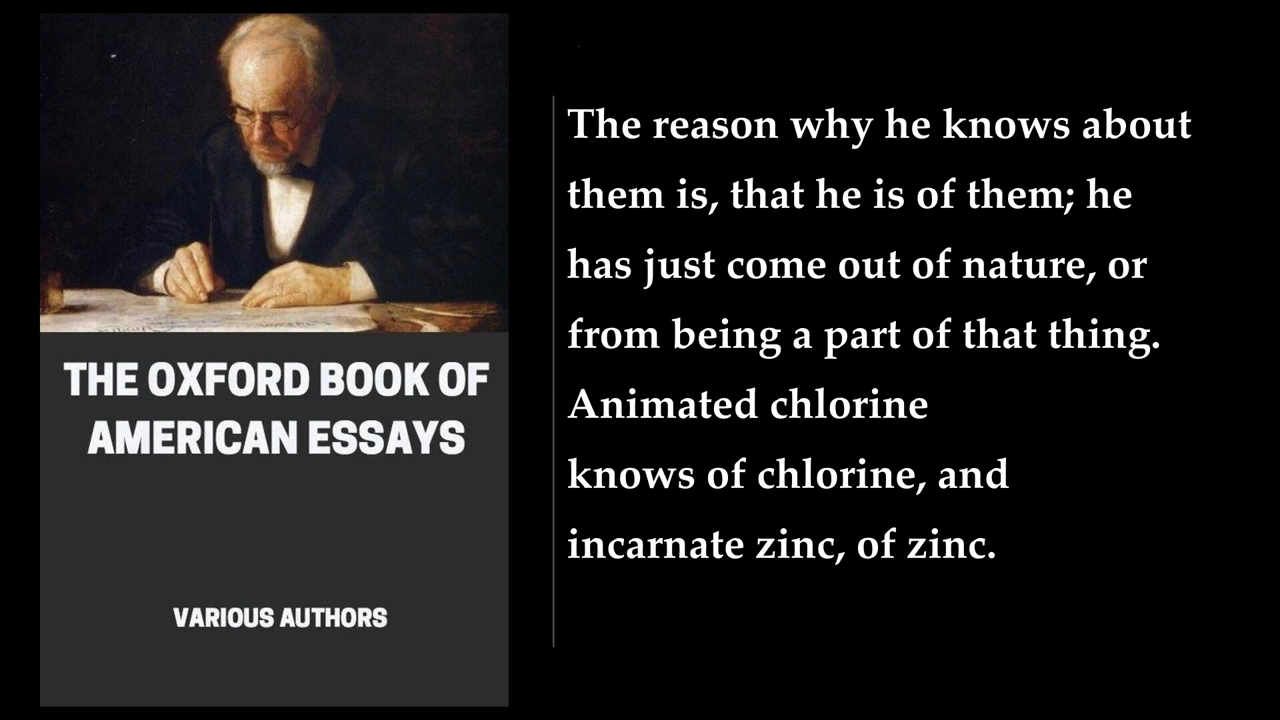 THE OXFORD BOOK OF
AMERICAN ESSAYS
VARIOUS AUTHORS
The reason why he knows about
them is, that he is of them; he
has just come out of nature, or
from being a part of that thing.
Animated chlorine
knows of chlorine, and
incarnate zinc, of zinc.